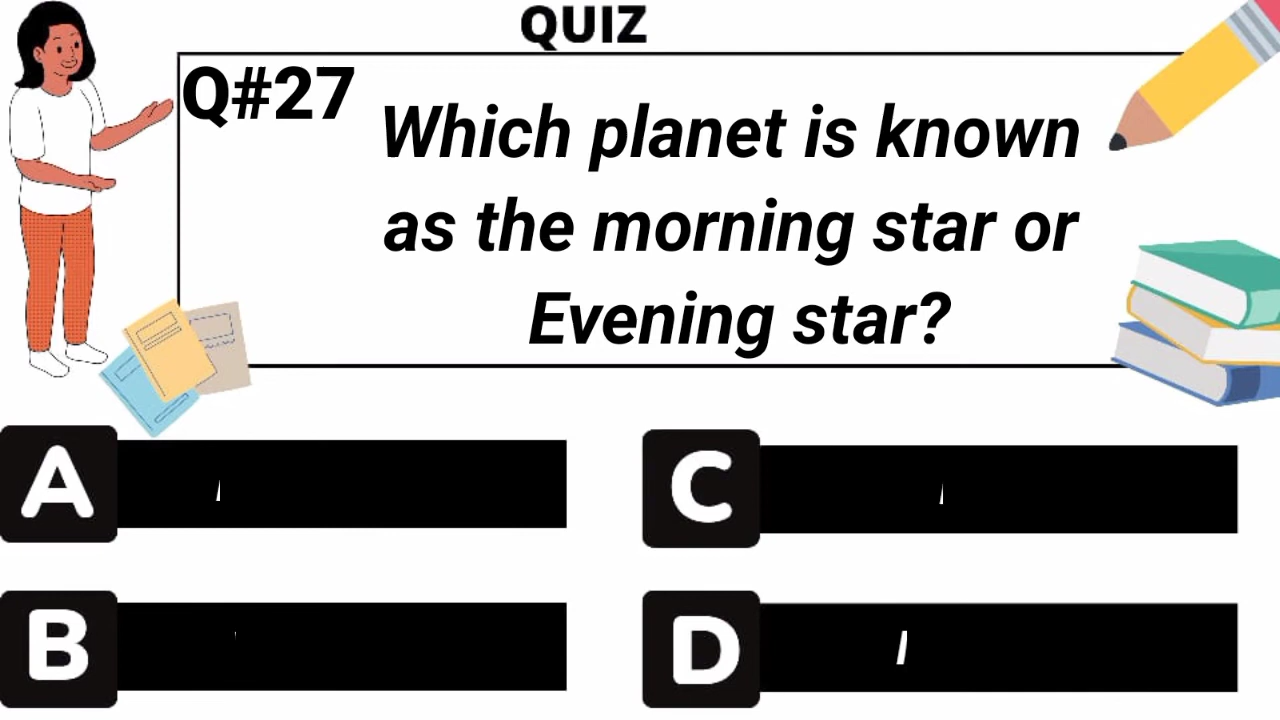 QUIZ
Q#27
Which planet is known
as the morning star or
Evening star?
A
C
B
D